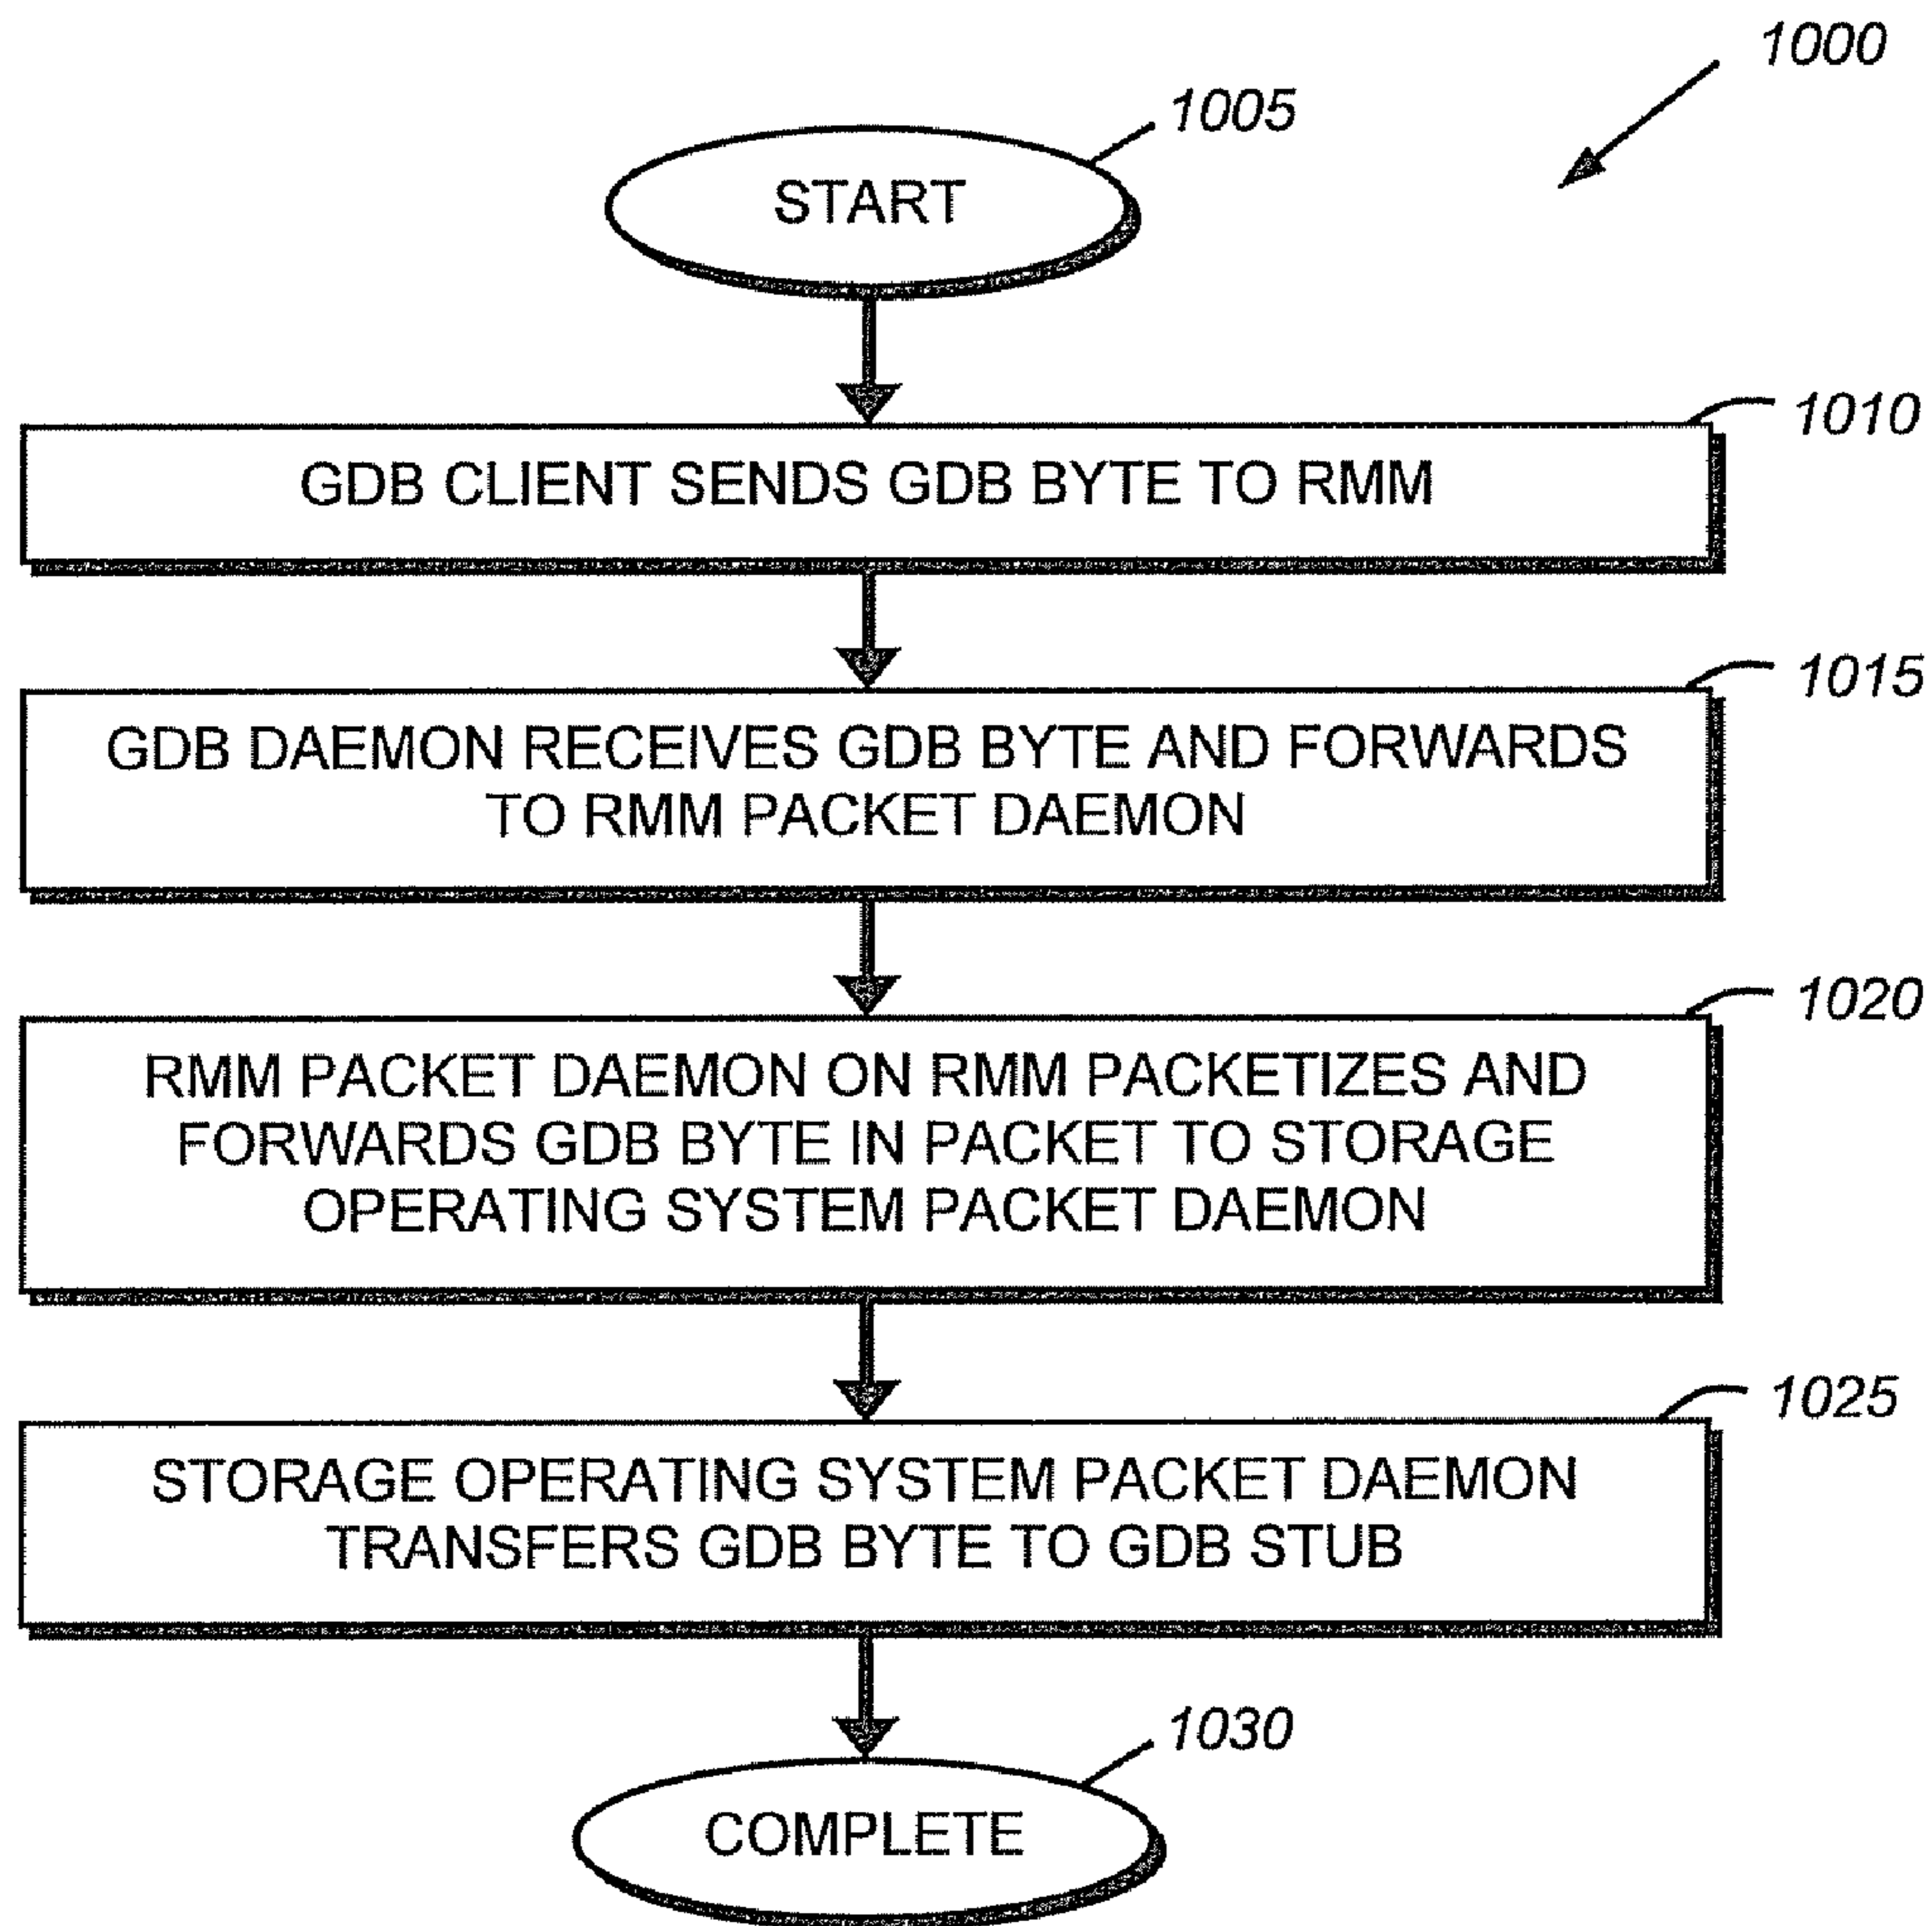 1000
1005
START
1010
GDB CLIENT SENDS GDB BYTE TO RMM
1015
GDB DAEMON RECEIVES GDB BYTE AND FORWARDS
TO RMM PACKET DAEMON
1020
RMM PACKET DAEMON ON RMM PACKETIZES AND
FORWARDS GDB BYTE IN PACKET TO STORAGE
OPERATING SYSTEM PACKET DAEMON
1025
STORAGE OPERATING SYSTEM PACKET DAEMON
TRANSFERS GDB BYTE TO GDB STUB
1030
COMPLETE